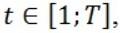 t ∈ [1; T],